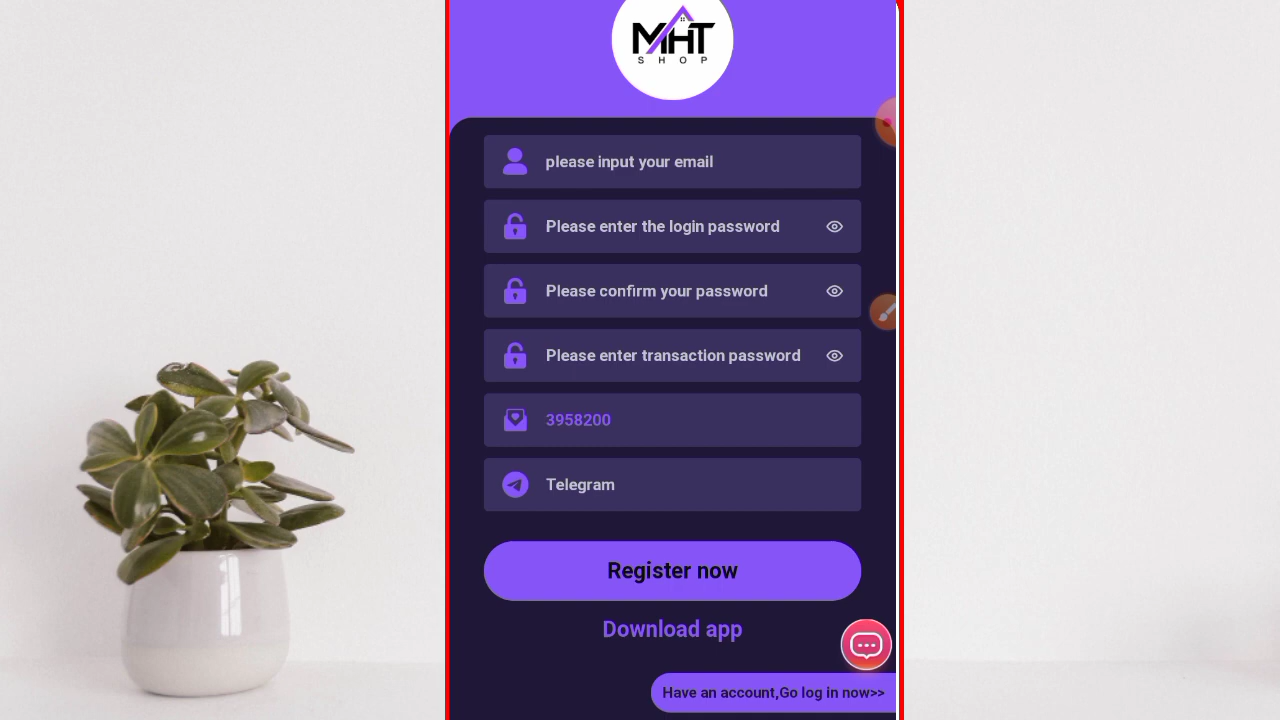 MHT
SHOP
please input your email
Please enter the login password
Please confirm your password
Please enter transaction password
3958200
Telegram
Register now
Download app
Have an account,Go log in now>>